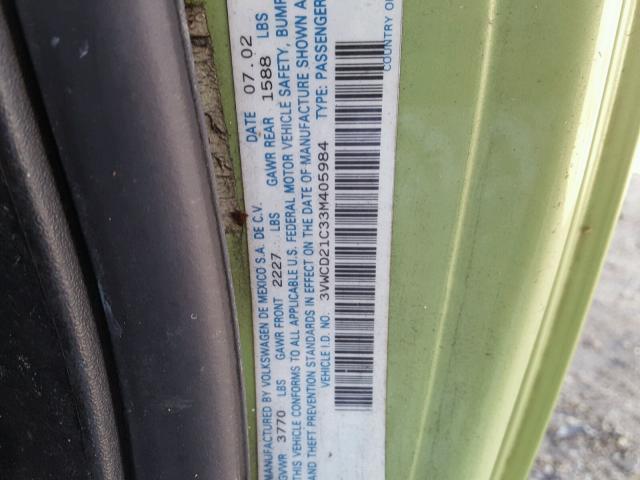 MANUFACTURED BY VOLKSWAGEN DE MEXICO S.A. DE C.V. DATE 07.02
GVWR 3770 LBS GAWR FRONT 2227 LBS GAWR REAR 1588 LBS
THIS VEHICLE CONFORMS TO ALL APPLICABLE U.S. FEDERAL MOTOR VEHICLE SAFETY, BUMP
AND THEFT PREVENTION STANDARDS IN EFFECT ON THE DATE OF MANUFACTURE SHOWN A
VEHICLE I.D. NO. 3VWCD21C33M405984 TYPE: PASSENGER
COUNTRY O